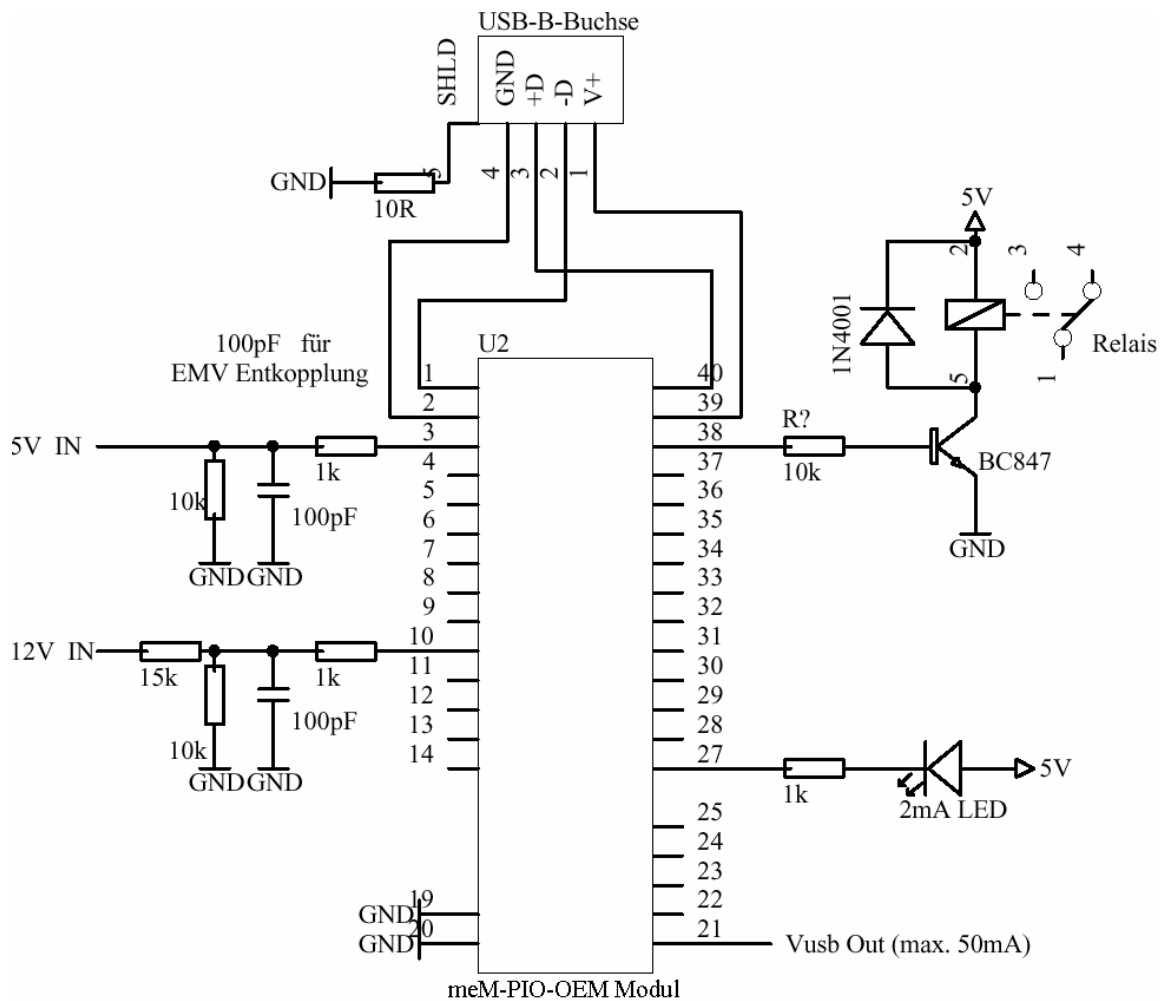 USB-B-Buchse
SHLD
GND
+D
-D
V+
5
4
3
2
1
GND
10R
5V
2
3
4
1N4001
5
1
Relais
100pF für
EMV Entkopplung
U2
1
2
3
4
5
6
7
8
9
10
11
12
13
14
19
20
40
39
38
37
36
35
34
33
32
31
30
29
28
27
25
24
23
22
21
5V IN
1k
10k
100pF
GND
GND
12V IN
15k
1k
10k
100pF
GND
GND
R?
10k
BC847
GND
1k
2mA LED
5V
GND
GND
Vusb Out (max. 50mA)
meM-PIO-OEM Modul